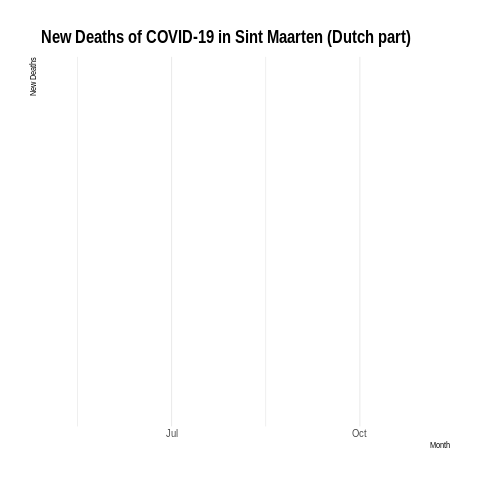 New Deaths of COVID-19 in Sint Maarten (Dutch part)
New Deaths
Jul
Oct
Month